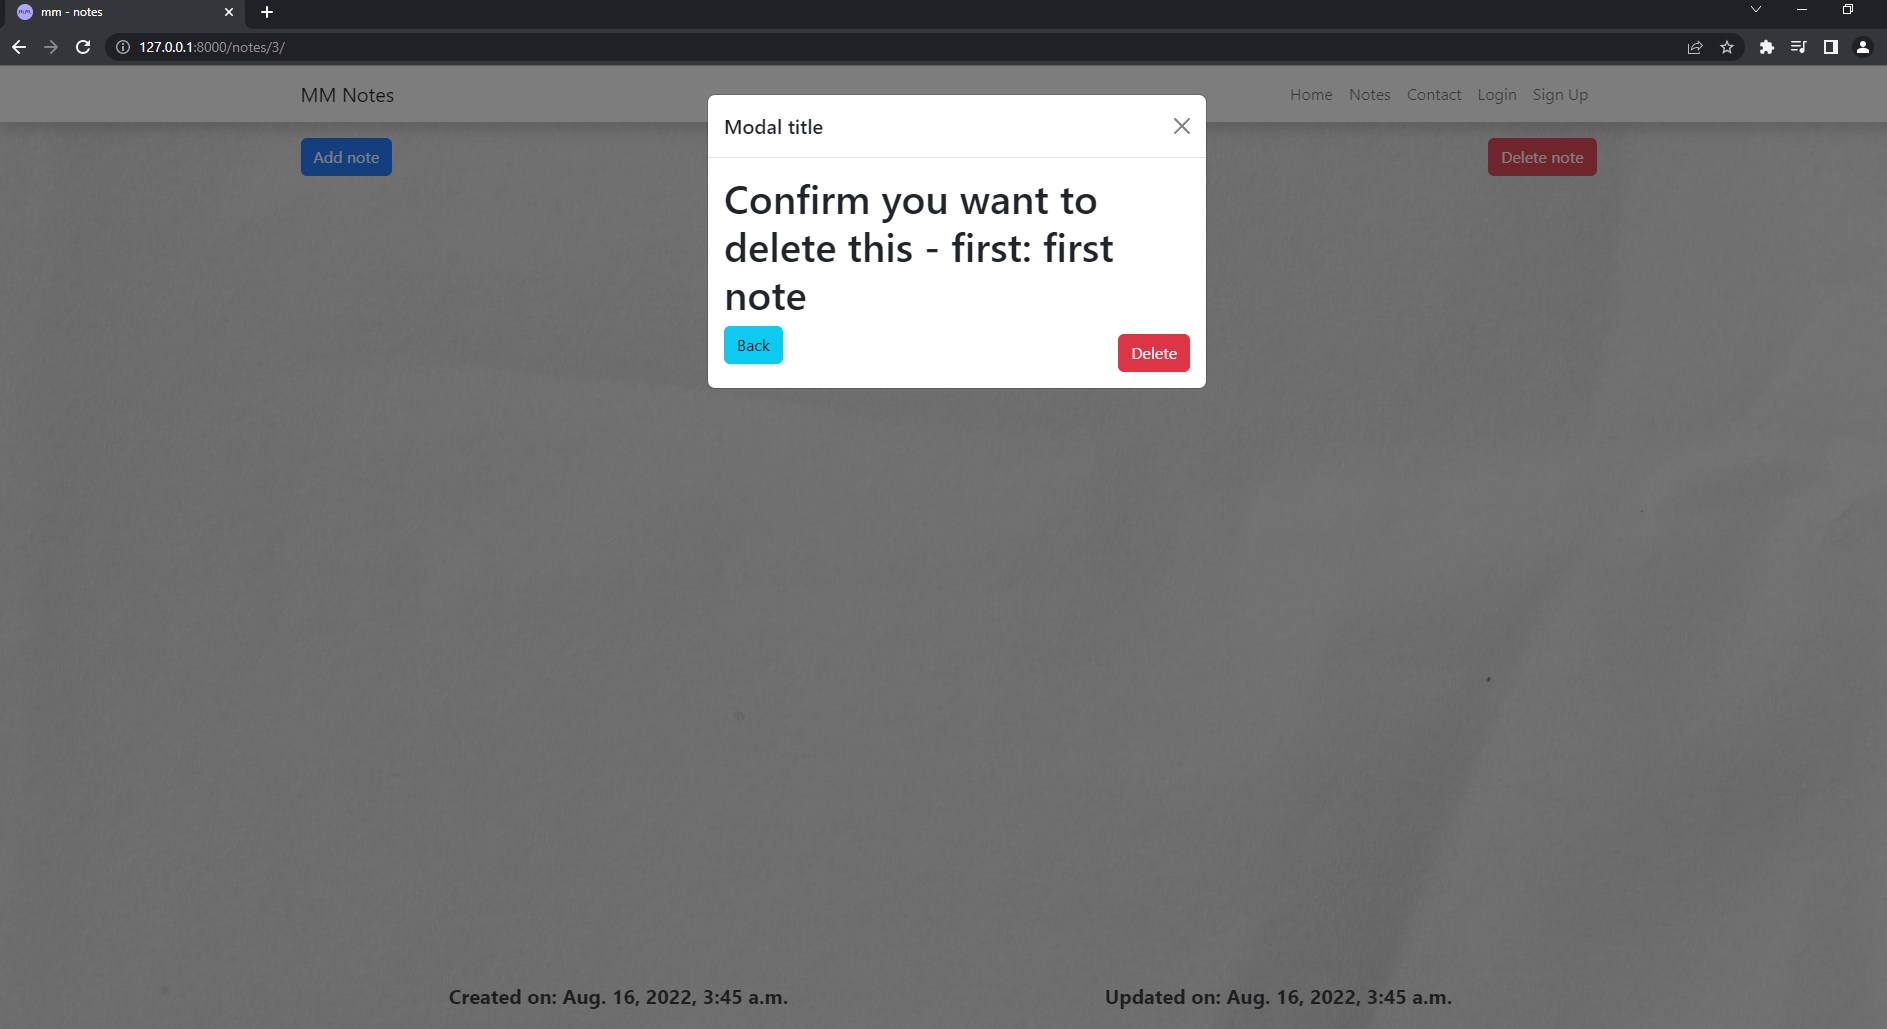 mm - notes
127.0.0.1:8000/notes/3/
MM Notes
Home Notes Contact Login Sign Up
Modal title
Add note
Delete note
Confirm you want to
delete this - first: first
note
Back
Delete
Created on: Aug. 16, 2022, 3:45 a.m.
Updated on: Aug. 16, 2022, 3:45 a.m.